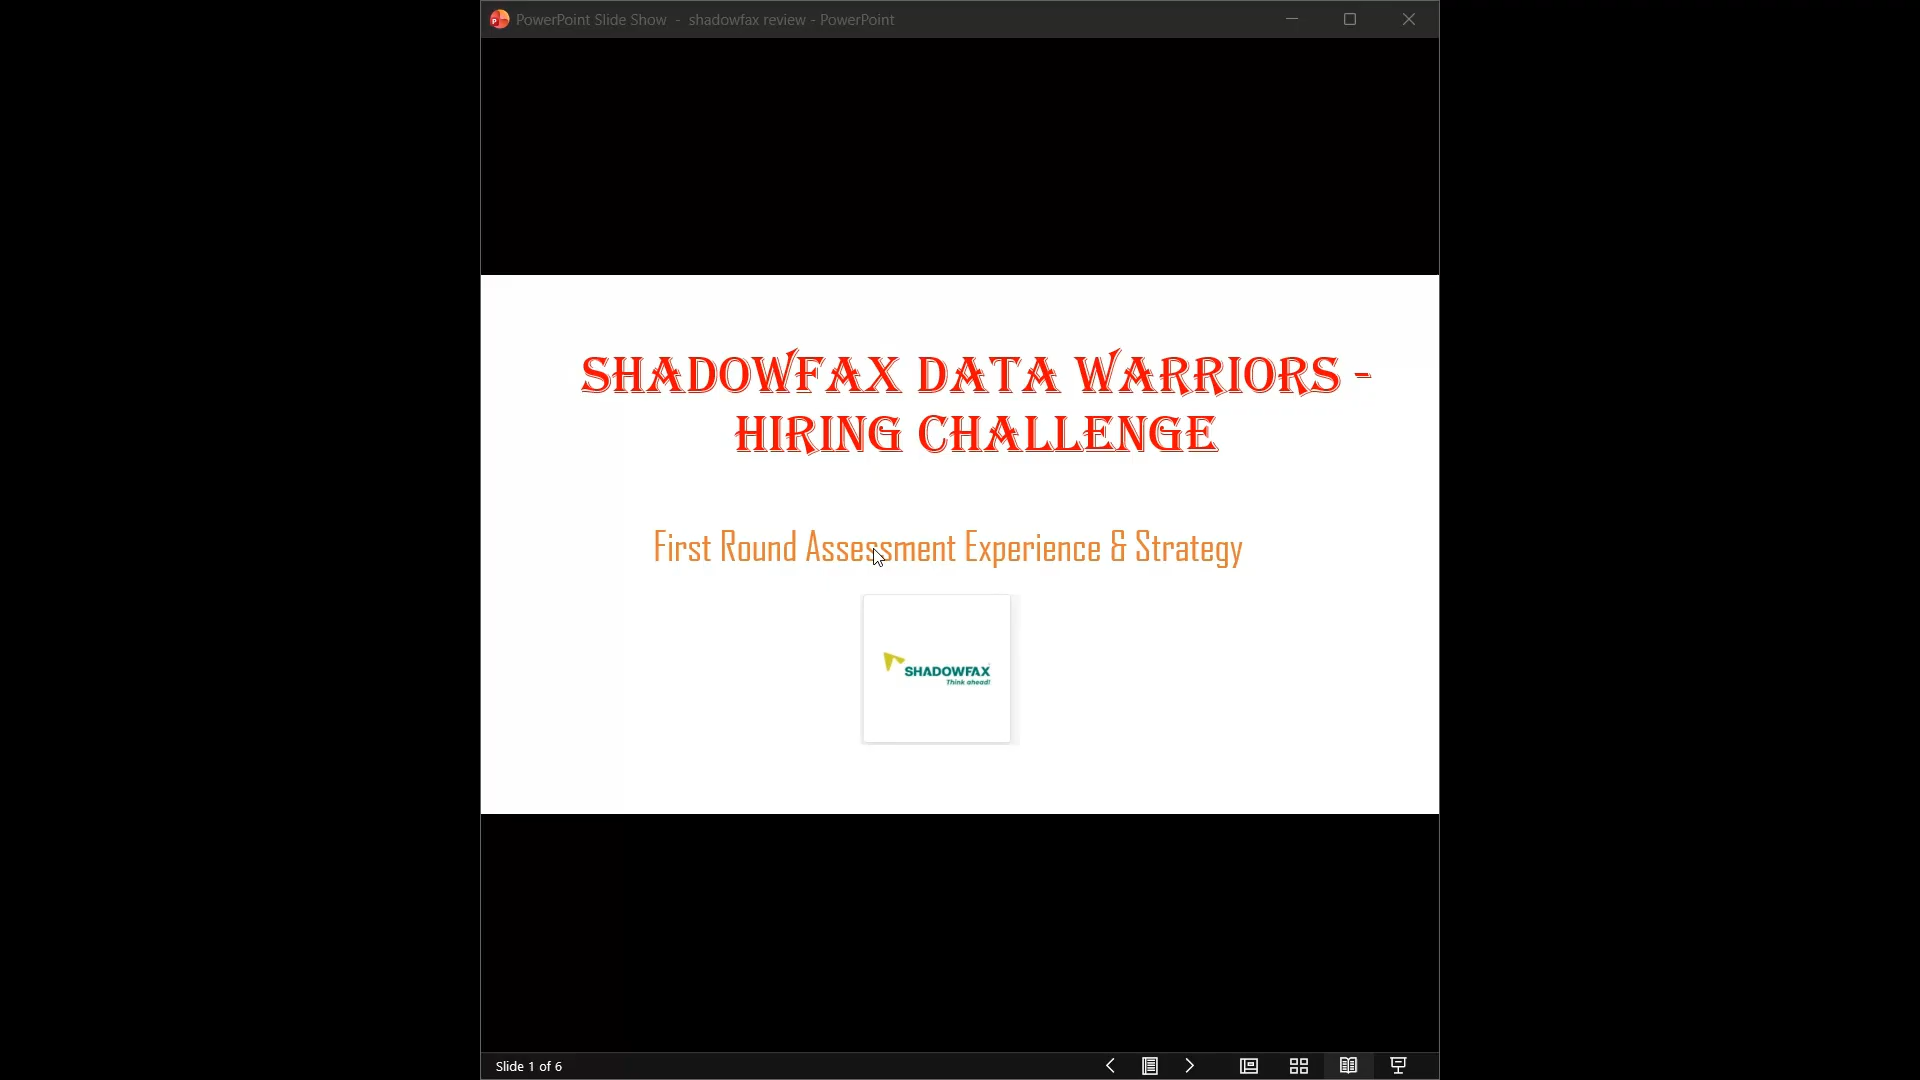 PowerPoint Slide Show - shadowfax review - PowerPoint
SHADOWFAX DATA WARRIORS -
HIRING CHALLENGE
First Round Assessment Experience & Strategy
SHADOWFAX
Think ahead!
Slide 1 of 6